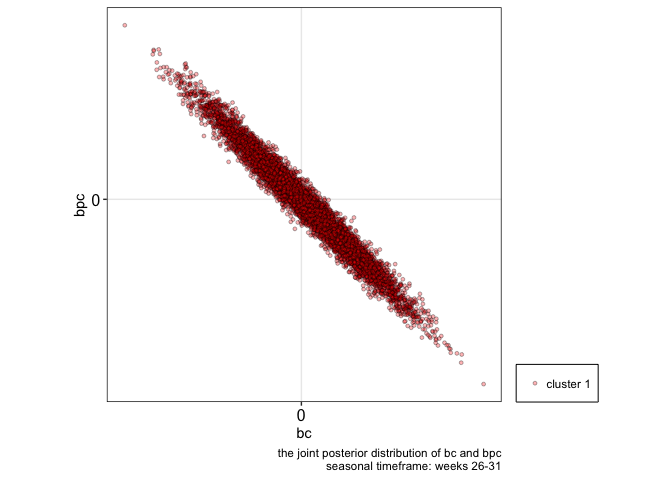 bpc
0
0
bc
cluster 1
the joint posterior distribution of bc and bpc
seasonal timeframe: weeks 26-31